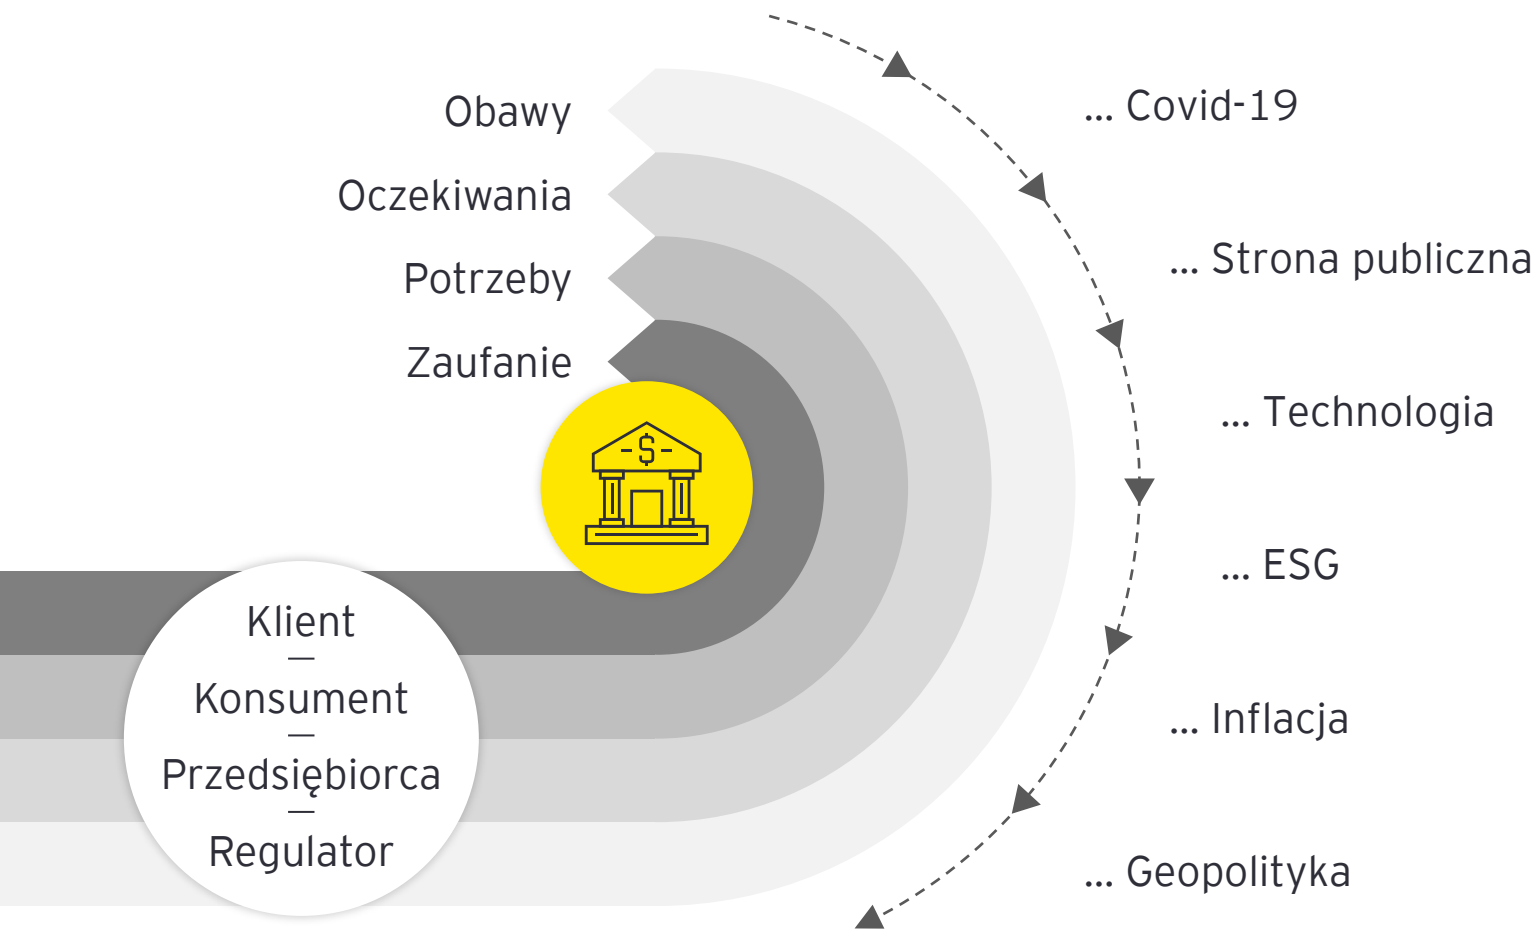 Obawy
Oczekiwania
Potrzeby
Zaufanie
$
Klient
Konsument
Przedsiębiorca
Regulator
... Covid-19
... Strona publiczna
... Technologia
... ESG
... Inflacja
... Geopolityka